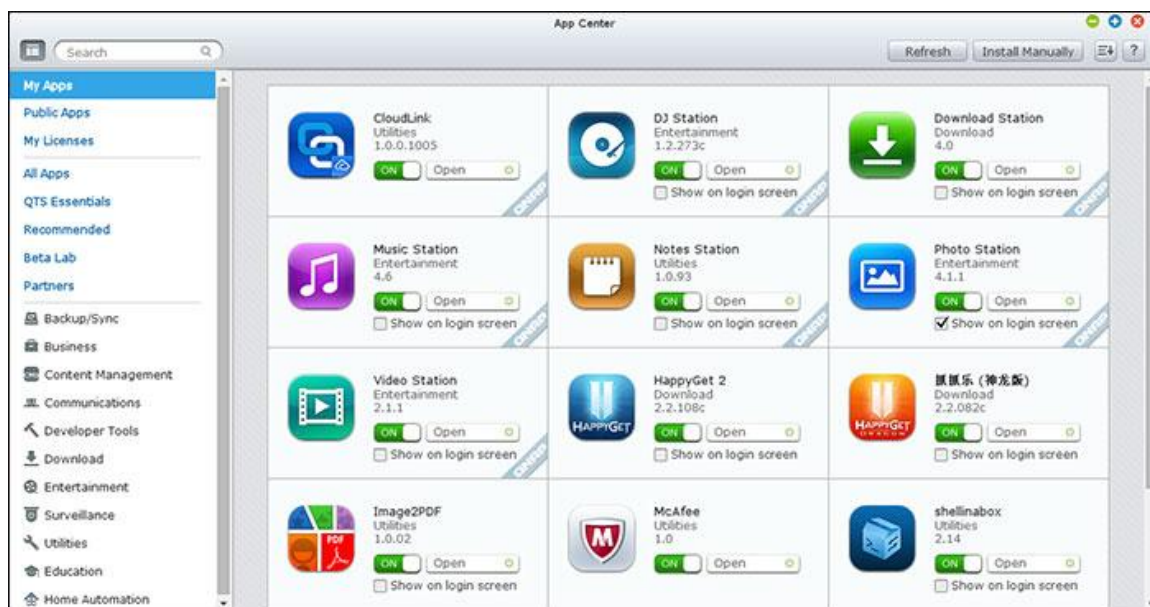 App Center
Search
Refresh
Install Manually
?
My Apps
Public Apps
My Licenses
All Apps
QTS Essentials
Recommended
Beta Lab
Partners
Backup/Sync
Business
Content Management
Communications
Developer Tools
Download
Entertainment
Surveillance
Utilities
Education
Home Automation
CloudLink
Utilities
1.0.0.1005
ON Open
QNAP
DJ Station
Entertainment
1.2.273c
ON Open
Show on login screen
QNAP
Download Station
Download
4.0
ON Open
Show on login screen
QNAP
Music Station
Entertainment
4.6
ON Open
Show on login screen
QNAP
Notes Station
Utilities
1.0.93
ON Open
Show on login screen
QNAP
Photo Station
Entertainment
4.1.1
ON Open
Show on login screen
QNAP
Video Station
Entertainment
2.1.1
ON Open
Show on login screen
QNAP
HAPPYGET
HappyGet 2
Download
2.2.108c
ON Open
Show on login screen
HAPPYGET
DRAGON
抓抓乐 (神龙版)
Download
2.2.082c
ON Open
Show on login screen
PDF
Image2PDF
Utilities
1.0.02
ON Open
Show on login screen
McAfee
Utilities
1.0
ON Open
shellinabox
Utilities
2.14
ON Open
Show on login screen